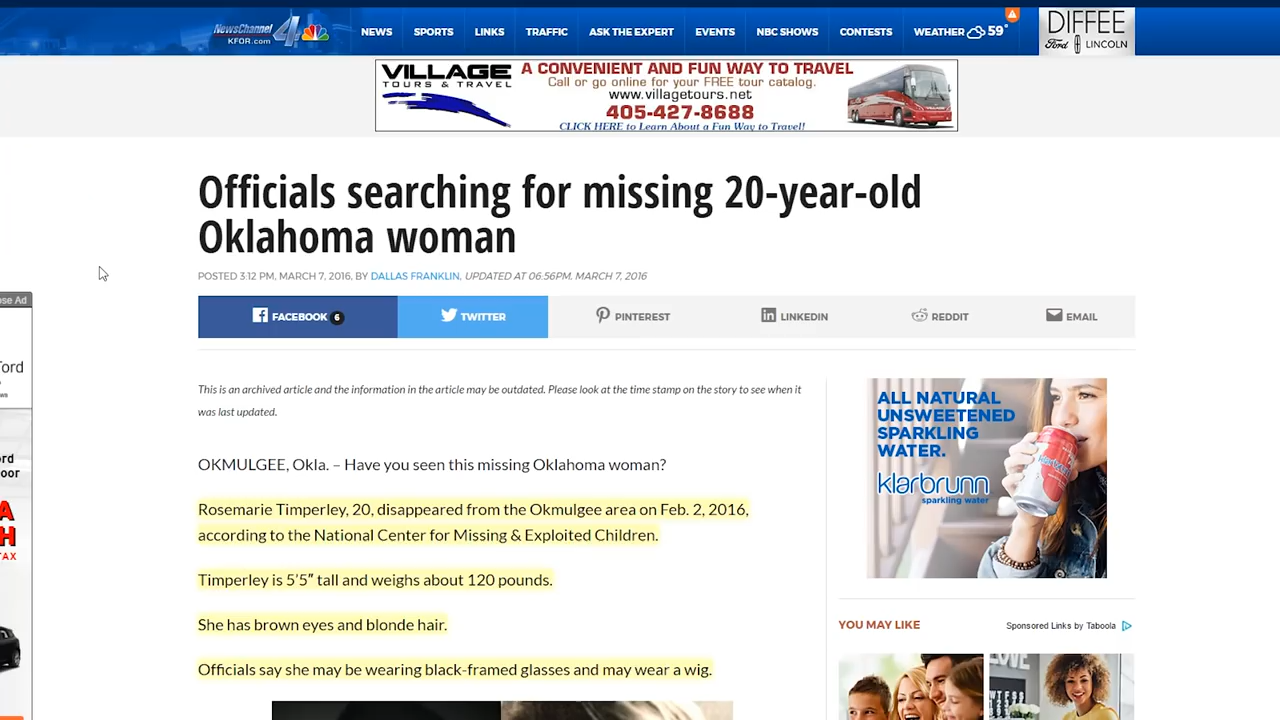 NewsChannel 4
KFOR.com
NEWS
SPORTS
LINKS
TRAFFIC
ASK THE EXPERT
EVENTS
NBC SHOWS
CONTESTS
WEATHER 59°
DIFFEE
Ford LINCOLN
VILLAGE
TOURS & TRAVEL
A CONVENIENT AND FUN WAY TO TRAVEL
Call or go online for your FREE tour catalog.
www.villagetours.net
405-427-8688
CLICK HERE to Learn About a Fun Way to Travel!
Officials searching for missing 20-year-old
Oklahoma woman
POSTED 3:12 PM, MARCH 7, 2016, BY DALLAS FRANKLIN, UPDATED AT 06:56PM, MARCH 7, 2016
FACEBOOK 6
TWITTER
PINTEREST
LINKEDIN
REDDIT
EMAIL
This is an archived article and the information in the article may be outdated. Please look at the time stamp on the story to see when it
was last updated.
OKMULGEE, Okla. – Have you seen this missing Oklahoma woman?
Rosemarie Timperley, 20, disappeared from the Okmulgee area on Feb. 2, 2016,
according to the National Center for Missing & Exploited Children.
Timperley is 5’5″ tall and weighs about 120 pounds.
She has brown eyes and blonde hair.
Officials say she may be wearing black-framed glasses and may wear a wig.
ose Ad
ord
ws
ord
oor
A
H
TAX
ALL NATURAL
UNSWEETENED
SPARKLING
WATER.
klarbrunn
sparkling water
YOU MAY LIKE
Sponsored Links by Taboola